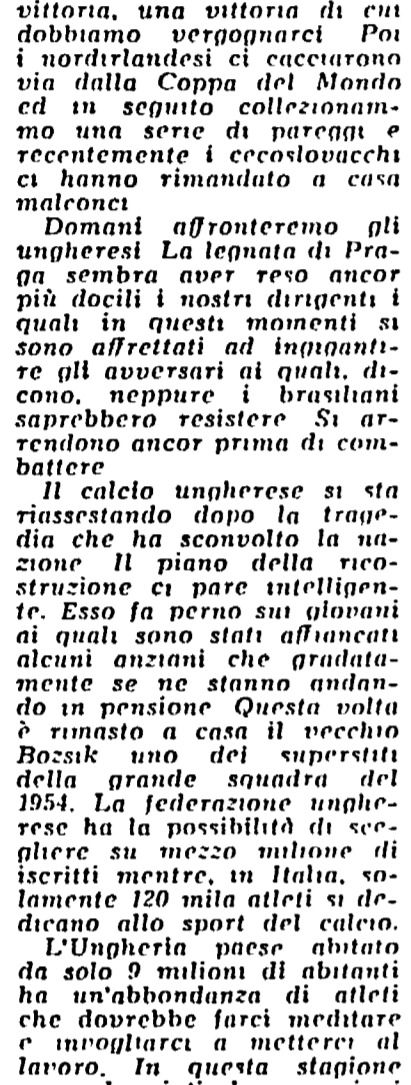 vittoria, una vittoria di cui
dobbiamo vergognarci Poi
i nordirlandesi ci cacciarono
via dalla Coppa del Mondo
ed in seguito collezionam-
mo una serie di pareggi e
recentemente i cecoslovacchi
ci hanno rimandato a casa
malconci
Domani affronteremo gli
ungheresi La legnata di Pra-
ga sembra aver reso ancor
più docili i nostri dirigenti i
quali in questi momenti si
sono affrettati ad inqiganti-
re gli avversari ai quali, di-
cono, neppure i brasiliani
saprebbero resistere Si ar-
rendono ancor prima di com-
battere
Il calcio ungherese si sta
riassestando dopo la trage-
dia che ha sconvolto la na-
zione Il piano della rico-
struzione ci pare intelligen-
te. Esso fa perno sui giovani
ai quali sono stati affiancati
alcuni anziani che gradata-
mente se ne stanno andan-
do in pensione Questa volta
è rimasto a casa il vecchio
Bozsik uno dei superstiti
della grande squadra del
1954. La federazione unghe-
rese ha la possibilità di sce-
gliere su mezzo milione di
iscritti mentre, in Italia, so-
lamente 120 mila atleti si de-
dicano allo sport del calcio.
L'Ungheria paese abitato
da solo 9 milioni di abitanti
ha un'abbondanza di atleti
che dovrebbe farci meditare
e invogliarci a metterci al
lavoro. In questa stagione